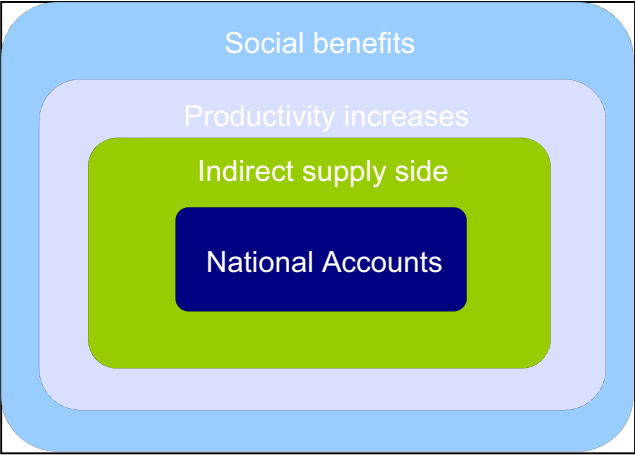 Social benefits
Productivity increases
Indirect supply side
National Accounts